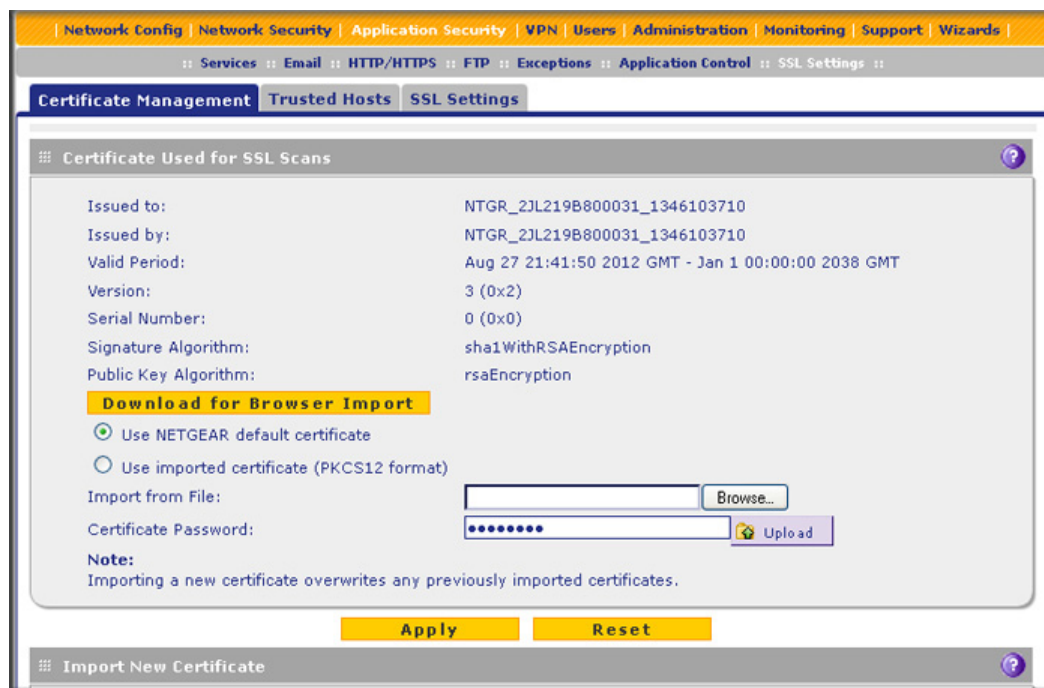 | Network Config | Network Security | Application Security | VPN | Users | Administration | Monitoring | Support | Wizards |
:: Services :: Email :: HTTP/HTTPS :: FTP :: Exceptions :: Application Control :: SSL Settings ::
Certificate Management Trusted Hosts SSL Settings
Certificate Used for SSL Scans ?
Issued to: NTGR_2JL219B800031_1346103710
Issued by: NTGR_2JL219B800031_1346103710
Valid Period: Aug 27 21:41:50 2012 GMT - Jan 1 00:00:00 2038 GMT
Version: 3 (0x2)
Serial Number: 0 (0x0)
Signature Algorithm: sha1WithRSAEncryption
Public Key Algorithm: rsaEncryption
Download for Browser Import
Use NETGEAR default certificate
Use imported certificate (PKCS12 format)
Import from File: Browse...
Certificate Password: •••••••• Upload
Note:
Importing a new certificate overwrites any previously imported certificates.
Apply Reset
Import New Certificate ?